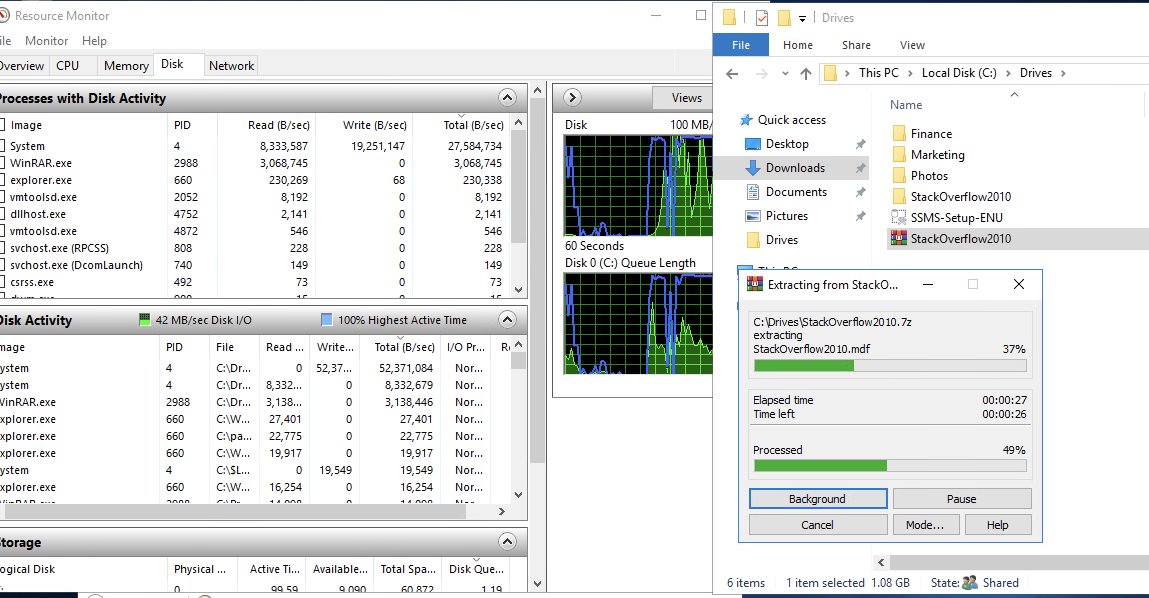 Resource Monitor
ile Monitor Help
Overview CPU Memory Disk Network
Processes with Disk Activity
Image PID Read (B/sec) Write (B/sec) Total (B/sec)
System 4 8,333,587 19,251,147 27,584,734
WinRAR.exe 2988 3,068,745 0 3,068,745
explorer.exe 660 230,269 68 230,338
vmtoolsd.exe 2052 8,192 0 8,192
dllhost.exe 4752 2,141 0 2,141
vmtoolsd.exe 4872 546 0 546
svchost.exe (RPCSS) 808 228 0 228
svchost.exe (DcomLaunch) 740 149 0 149
csrss.exe 492 73 0 73
Disk Activity 42 MB/sec Disk I/O 100% Highest Active Time
mage PID File Read ... Write... Total (B/sec) I/O Pr... R
ystem 4 C:\Dr... 0 52,37... 52,371,084 Nor...
ystem 4 C:\Dr... 8,332... 0 8,332,679 Nor...
WinRAR.exe 2988 C:\Dr... 3,138... 0 3,138,446 Nor...
xplorer.exe 660 C:\W... 27,401 0 27,401 Nor...
xplorer.exe 660 C:\pa... 22,775 0 22,775 Nor...
xplorer.exe 660 C:\W... 19,917 0 19,917 Nor...
ystem 4 C:\$L... 0 19,549 19,549 Nor...
xplorer.exe 660 C:\W... 16,254 0 16,254 Nor...
Storage
ogical Disk Physical ... Active Ti... Available... Total Spa... Disk Que...
0 99.59 9,090 60,872 1.19
Views
Disk 100 MB/
60 Seconds
Disk 0 (C:) Queue Length
Drives
File Home Share View
This PC > Local Disk (C:) > Drives >
Quick access
Desktop
Downloads
Documents
Pictures
Drives
Name
Finance
Marketing
Photos
StackOverflow2010
SSMS-Setup-ENU
StackOverflow2010
Extracting from StackO...
C:\Drives\StackOverflow2010.7z
extracting
StackOverflow2010.mdf 37%
Elapsed time 00:00:27
Time left 00:00:26
Processed 49%
Background Pause
Cancel Mode... Help
6 items 1 item selected 1.08 GB State: Shared